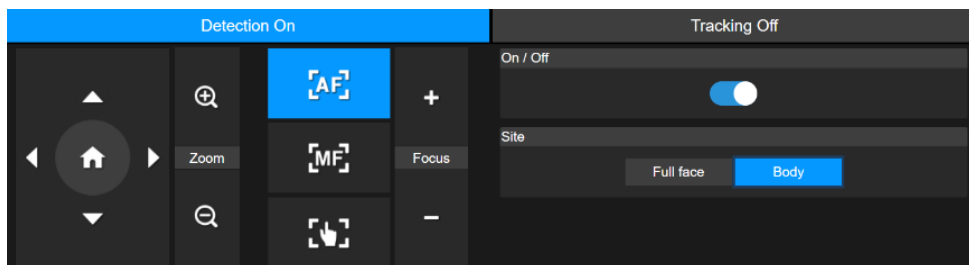 Detection On
Tracking Off
AF
MF
Zoom
Focus
On / Off
Site
Full face
Body